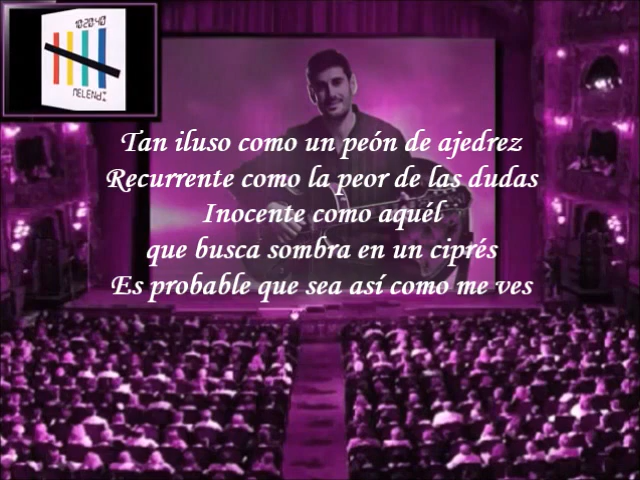 10:20:40
MELENDI
Tan iluso como un peón de ajedrez
Recurrente como la peor de las dudas
Inocente como aquél
que busca sombra en un ciprés
Es probable que sea así como me ves